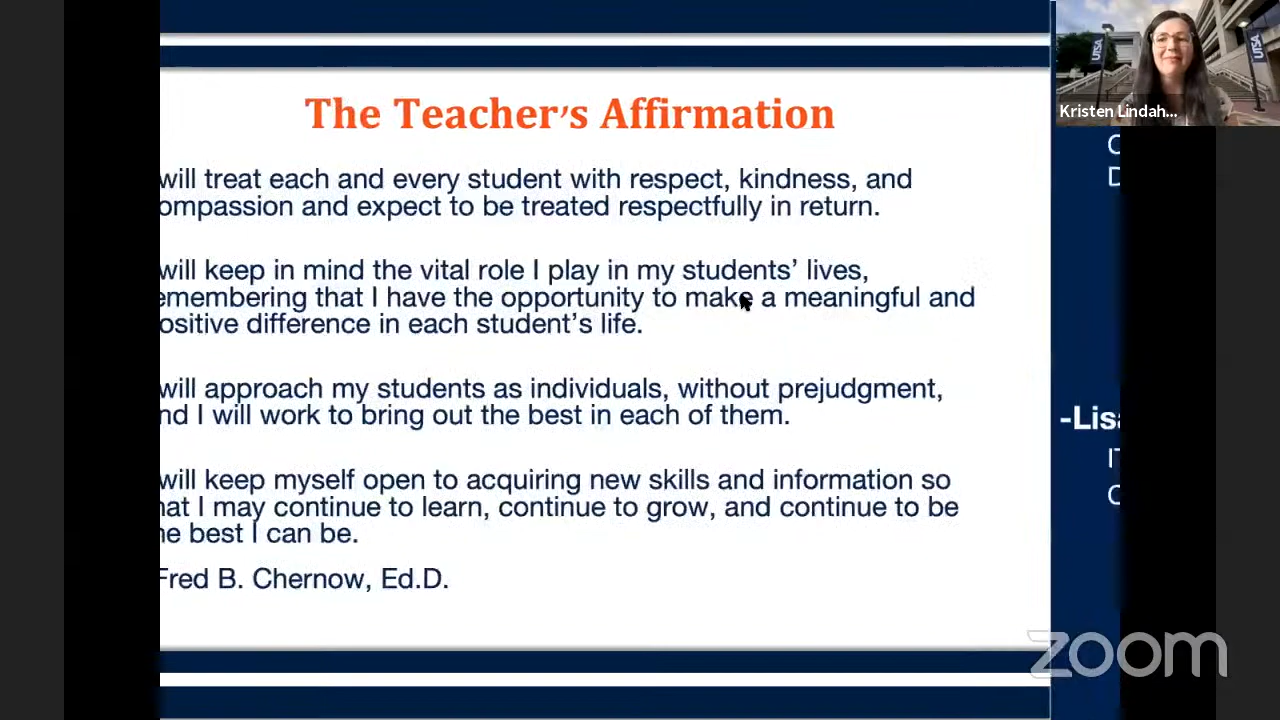 The Teacher's Affirmation
will treat each and every student with respect, kindness, and
ompassion and expect to be treated respectfully in return.
will keep in mind the vital role I play in my students’ lives,
emembering that I have the opportunity to make a meaningful and
ositive difference in each student’s life.
will approach my students as individuals, without prejudgment,
nd I will work to bring out the best in each of them.
will keep myself open to acquiring new skills and information so
hat I may continue to learn, continue to grow, and continue to be
he best I can be.
Fred B. Chernow, Ed.D.
UTSA
UTSA
Kristen Lindah...
-Lisa
zoom